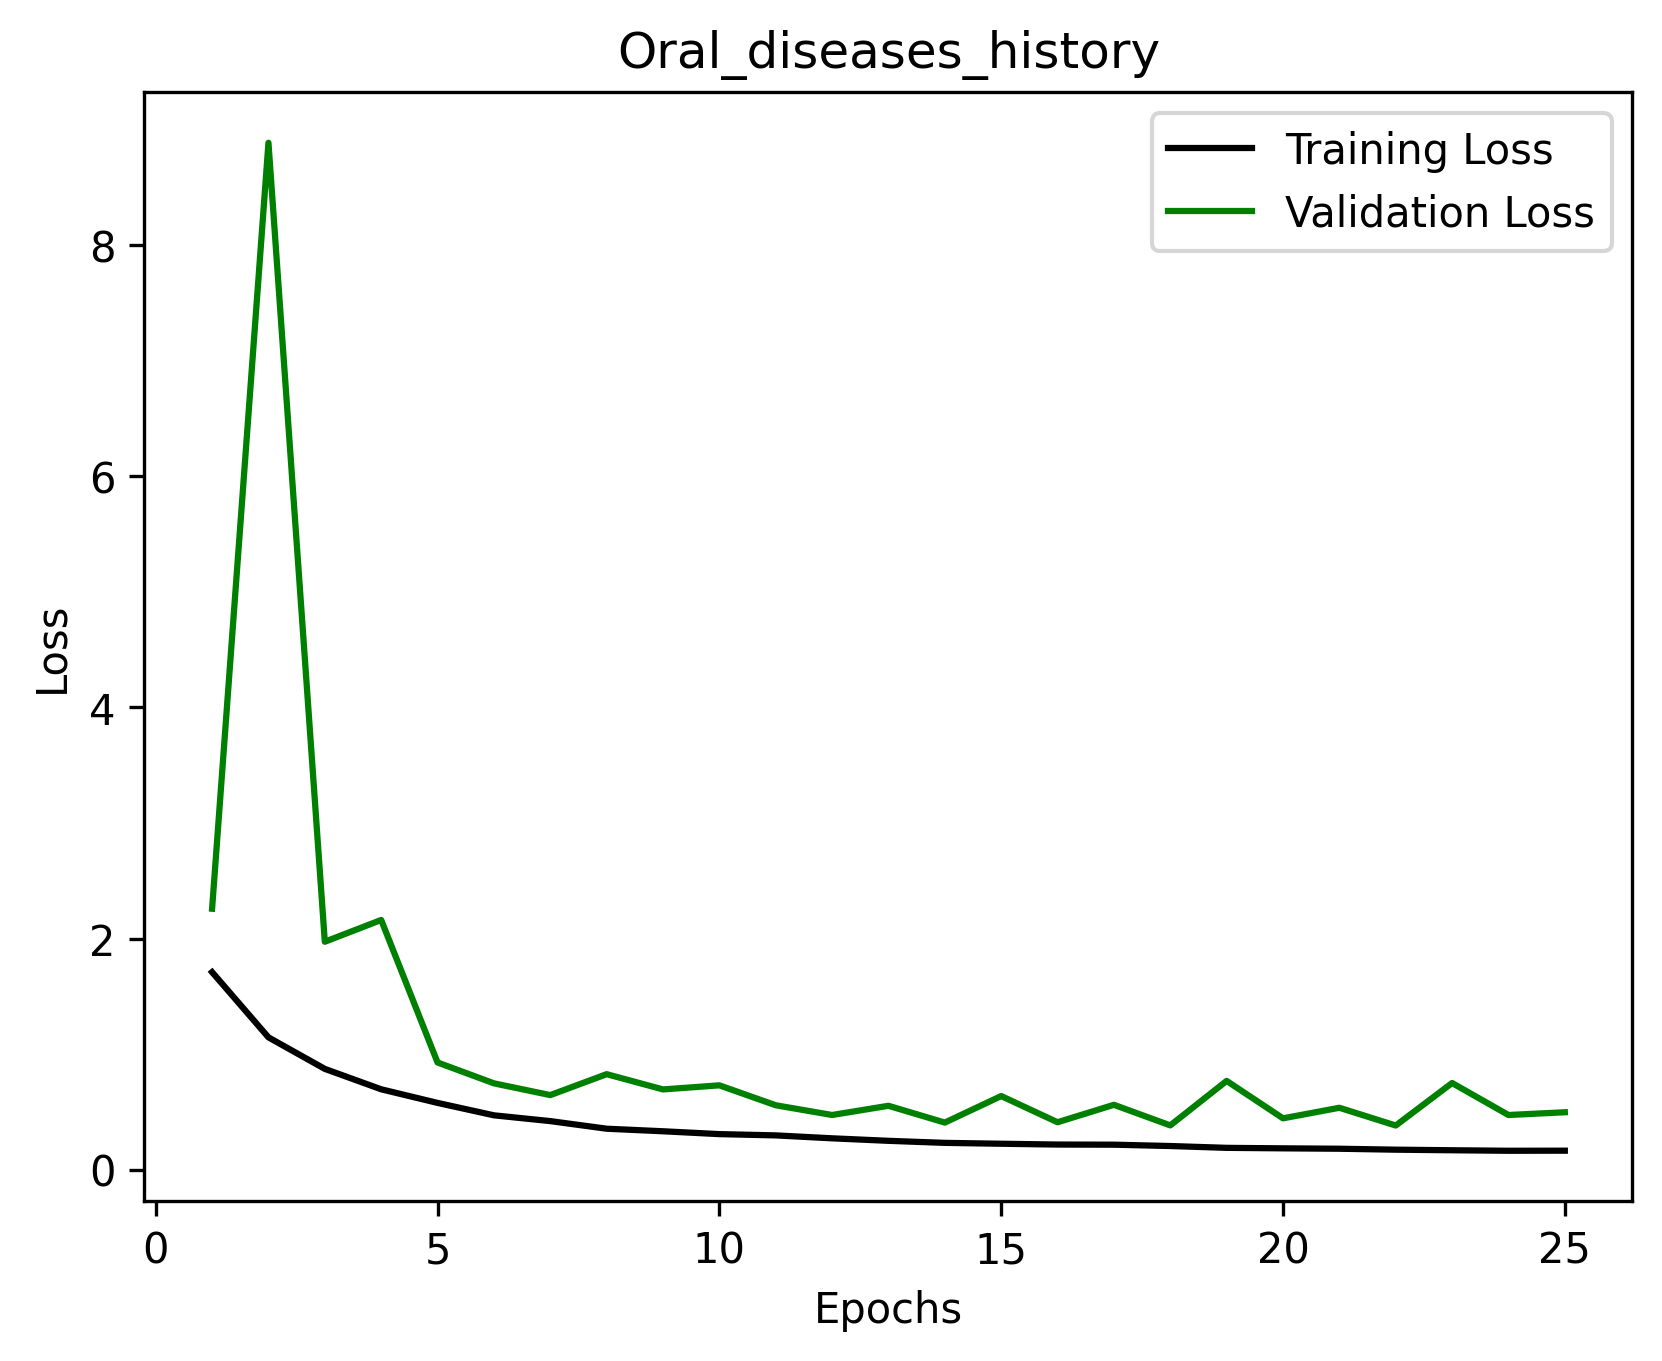 Oral_diseases_history
Training Loss
Validation Loss
8
6
4
2
0
Loss
0 5 10 15 20 25
Epochs